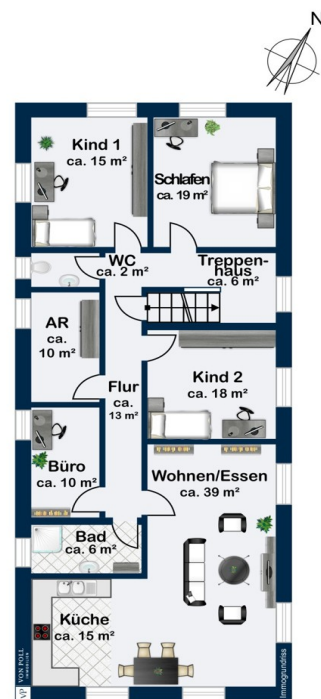 N
Kind 1
ca. 15 m²
Schlafen
ca. 19 m²
WC
ca. 2 m²
Treppen-
haus
ca. 6 m²
AR
ca.
10 m²
Flur
ca.
13 m²
Kind 2
ca. 18 m²
Büro
ca. 10 m²
Wohnen/Essen
ca. 39 m²
Bad
ca. 6 m²
Küche
ca. 15 m²
VP VON POLL
IMMOBILIEN
Immogrundriss